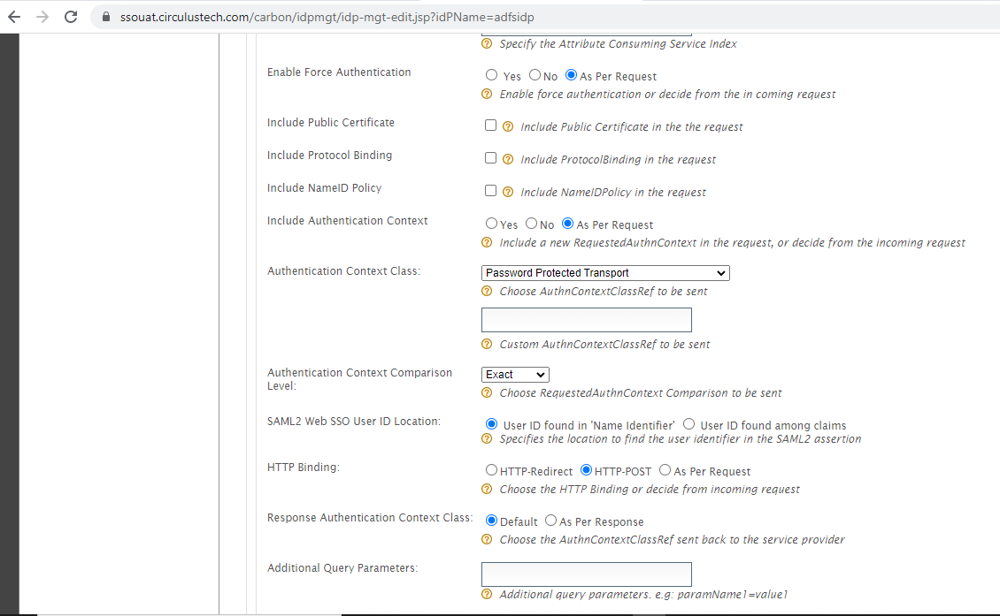 ssouat.circulustech.com/carbon/idpmgt/idp-mgt-edit.jsp?idPName=adfsidp
Specify the Attribute Consuming Service Index
Enable Force Authentication
Yes No As Per Request
Enable force authentication or decide from the in coming request
Include Public Certificate
Include Public Certificate in the the request
Include Protocol Binding
Include ProtocolBinding in the request
Include NameID Policy
Include NameIDPolicy in the request
Include Authentication Context
Yes No As Per Request
Include a new RequestedAuthnContext in the request, or decide from the incoming request
Authentication Context Class:
Password Protected Transport
Choose AuthnContextClassRef to be sent
Custom AuthnContextClassRef to be sent
Authentication Context Comparison
Level:
Exact
Choose RequestedAuthnContext Comparison to be sent
SAML2 Web SSO User ID Location:
User ID found in 'Name Identifier' User ID found among claims
Specifies the location to find the user identifier in the SAML2 assertion
HTTP Binding:
HTTP-Redirect HTTP-POST As Per Request
Choose the HTTP Binding or decide from incoming request
Response Authentication Context Class:
Default As Per Response
Choose the AuthnContextClassRef sent back to the service provider
Additional Query Parameters:
Additional query parameters. e.g: paramName1=value1